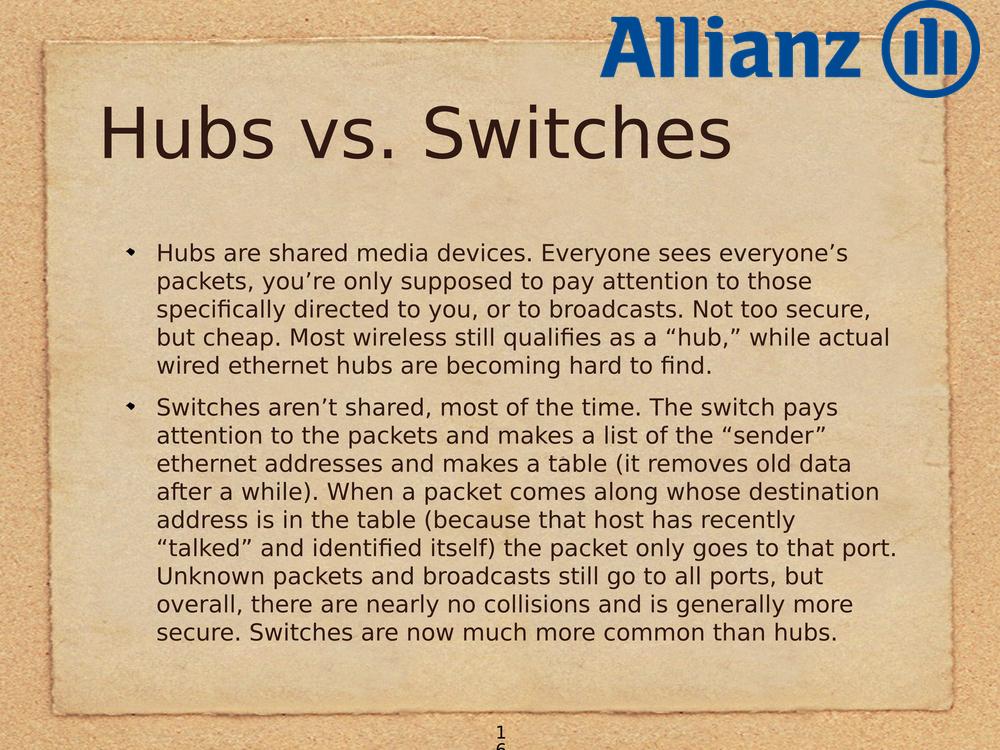 Allianz
Hubs vs. Switches
Hubs are shared media devices. Everyone sees everyone’s
packets, you’re only supposed to pay attention to those
specifically directed to you, or to broadcasts. Not too secure,
but cheap. Most wireless still qualifies as a “hub,” while actual
wired ethernet hubs are becoming hard to find.
Switches aren’t shared, most of the time. The switch pays
attention to the packets and makes a list of the “sender”
ethernet addresses and makes a table (it removes old data
after a while). When a packet comes along whose destination
address is in the table (because that host has recently
“talked” and identified itself) the packet only goes to that port.
Unknown packets and broadcasts still go to all ports, but
overall, there are nearly no collisions and is generally more
secure. Switches are now much more common than hubs.
1
6